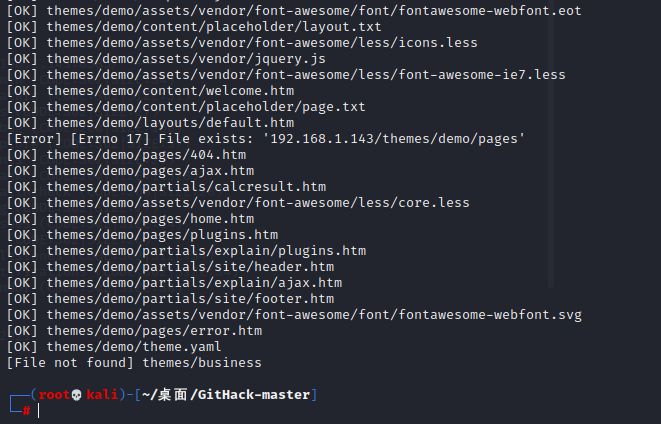 [OK] themes/demo/assets/vendor/font-awesome/font/fontawesome-webfont.eot
[OK] themes/demo/content/placeholder/layout.txt
[OK] themes/demo/assets/vendor/font-awesome/less/icons.less
[OK] themes/demo/assets/vendor/jquery.js
[OK] themes/demo/assets/vendor/font-awesome/less/font-awesome-ie7.less
[OK] themes/demo/content/welcome.htm
[OK] themes/demo/content/placeholder/page.txt
[OK] themes/demo/layouts/default.htm
[Error] [Errno 17] File exists: '192.168.1.143/themes/demo/pages'
[OK] themes/demo/pages/404.htm
[OK] themes/demo/pages/ajax.htm
[OK] themes/demo/partials/calcresult.htm
[OK] themes/demo/assets/vendor/font-awesome/less/core.less
[OK] themes/demo/pages/home.htm
[OK] themes/demo/pages/plugins.htm
[OK] themes/demo/partials/explain/plugins.htm
[OK] themes/demo/partials/site/header.htm
[OK] themes/demo/partials/explain/ajax.htm
[OK] themes/demo/partials/site/footer.htm
[OK] themes/demo/assets/vendor/font-awesome/font/fontawesome-webfont.svg
[OK] themes/demo/pages/error.htm
[OK] themes/demo/theme.yaml
[File not found] themes/business
┌──(root💀kali)-[~/桌面/GitHack-master]
└─#